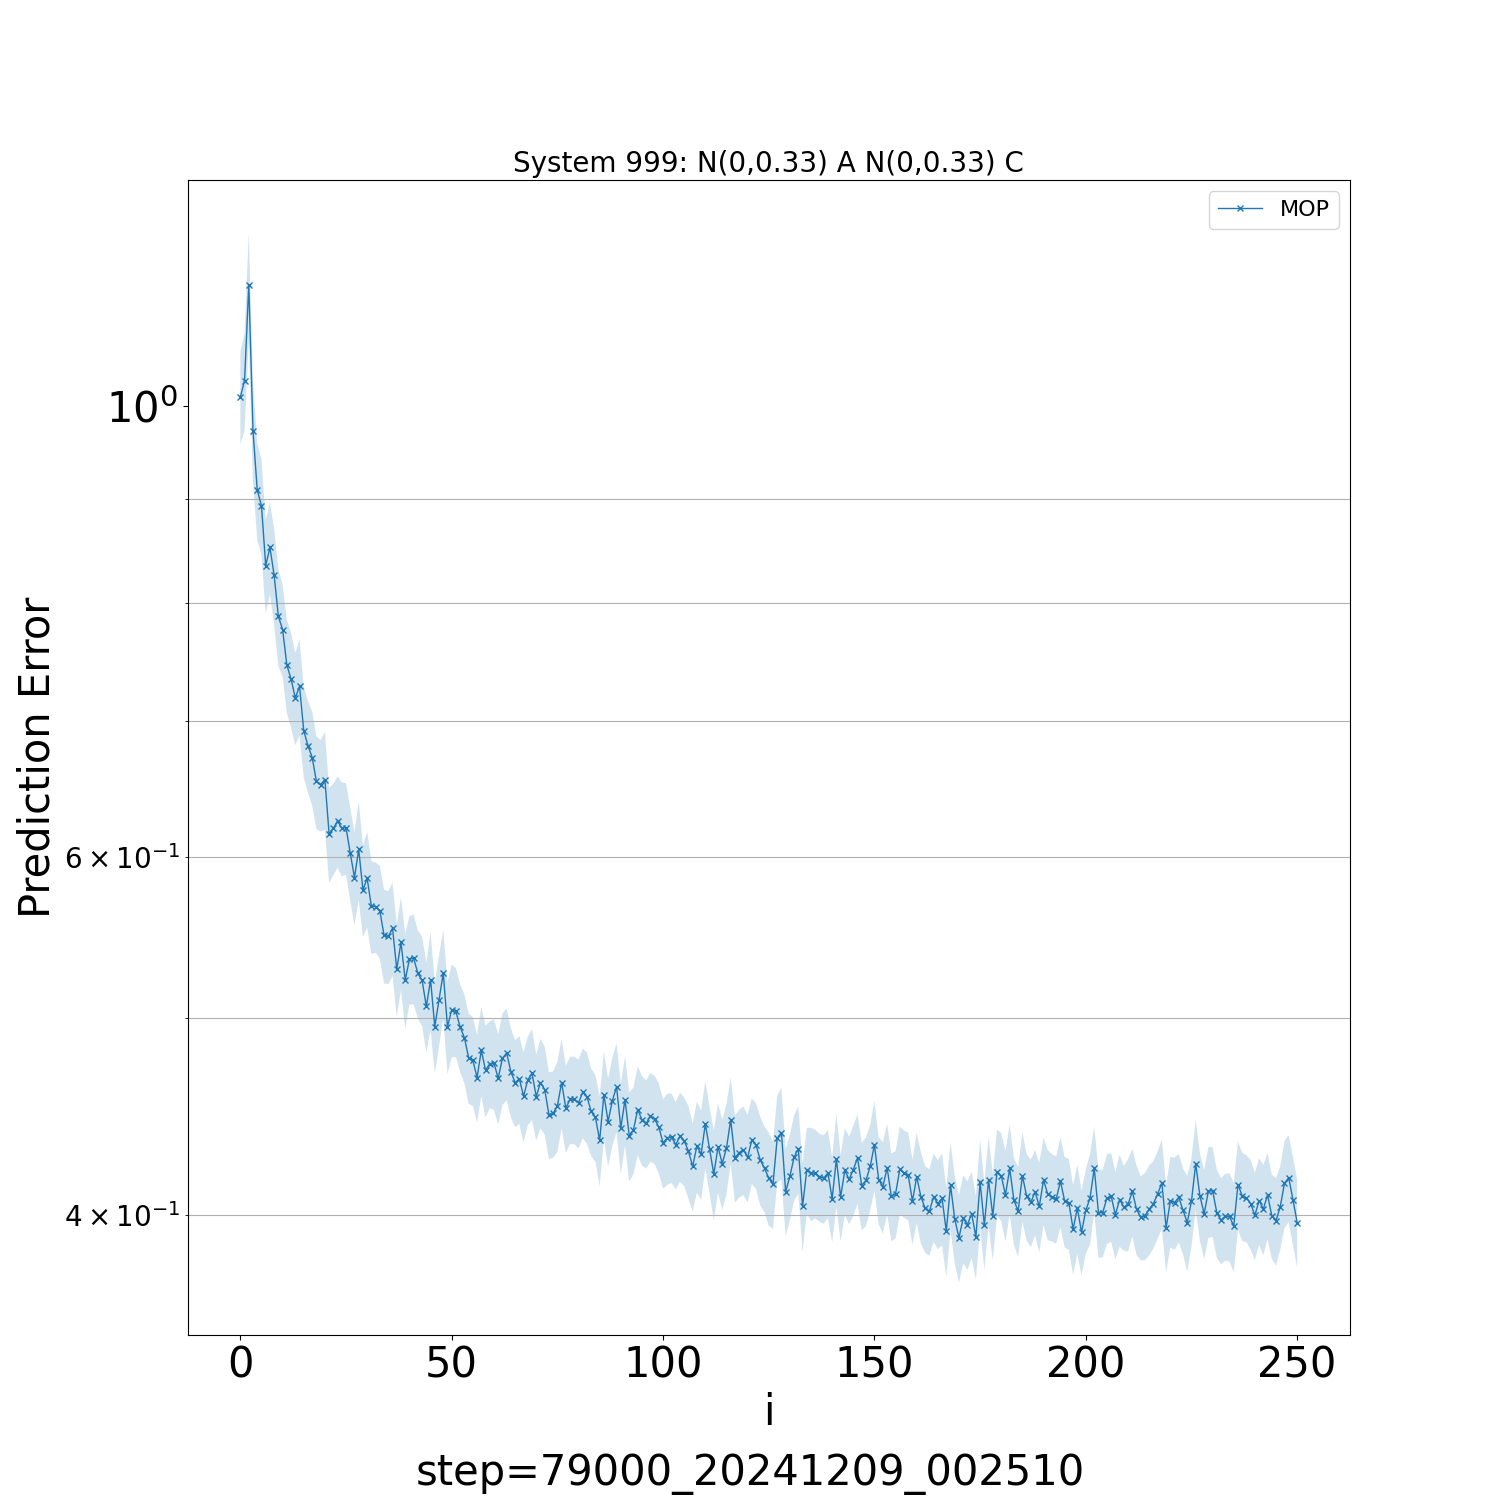 System 999: N(0,0.33) A N(0,0.33) C
MOP
10⁰
6 × 10⁻¹
4 × 10⁻¹
Prediction Error
0 50 100 150 200 250
i
step=79000_20241209_002510